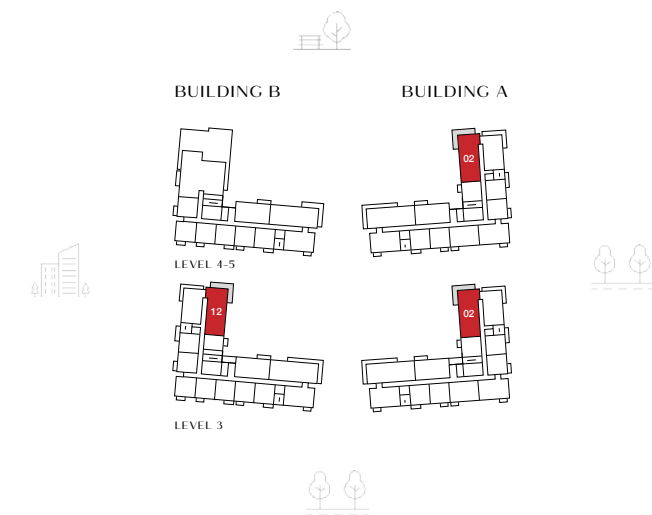 BUILDING B
BUILDING A
02
LEVEL 4-5
12
02
LEVEL 3